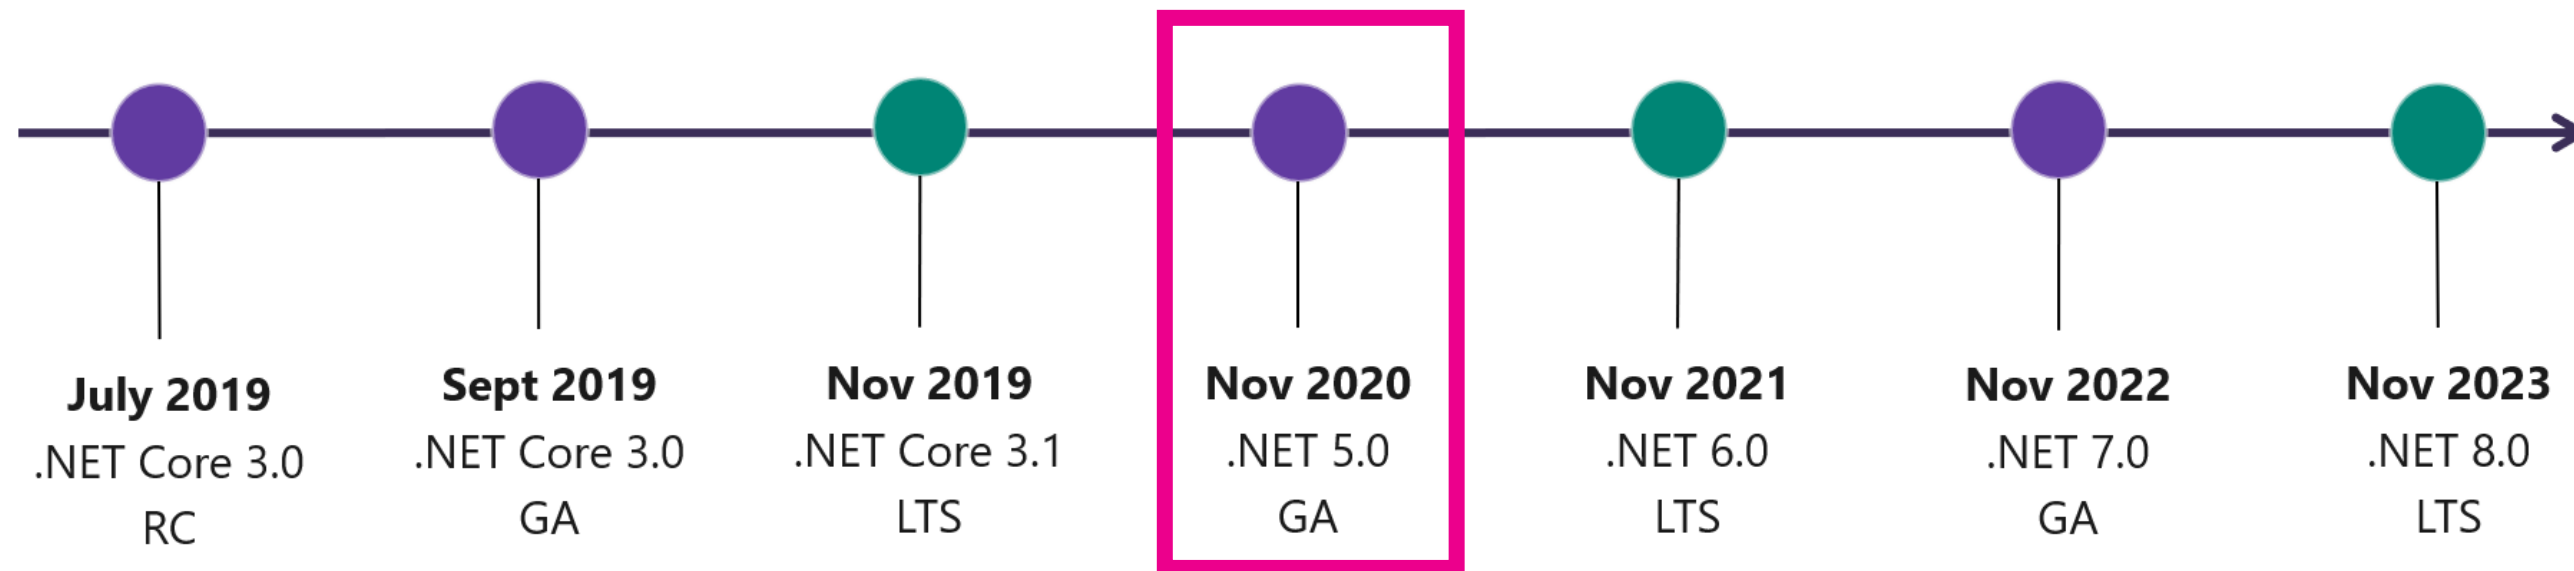 July 2019
.NET Core 3.0
RC
Sept 2019
.NET Core 3.0
GA
Nov 2019
.NET Core 3.1
LTS
Nov 2020
.NET 5.0
GA
Nov 2021
.NET 6.0
LTS
Nov 2022
.NET 7.0
GA
Nov 2023
.NET 8.0
LTS